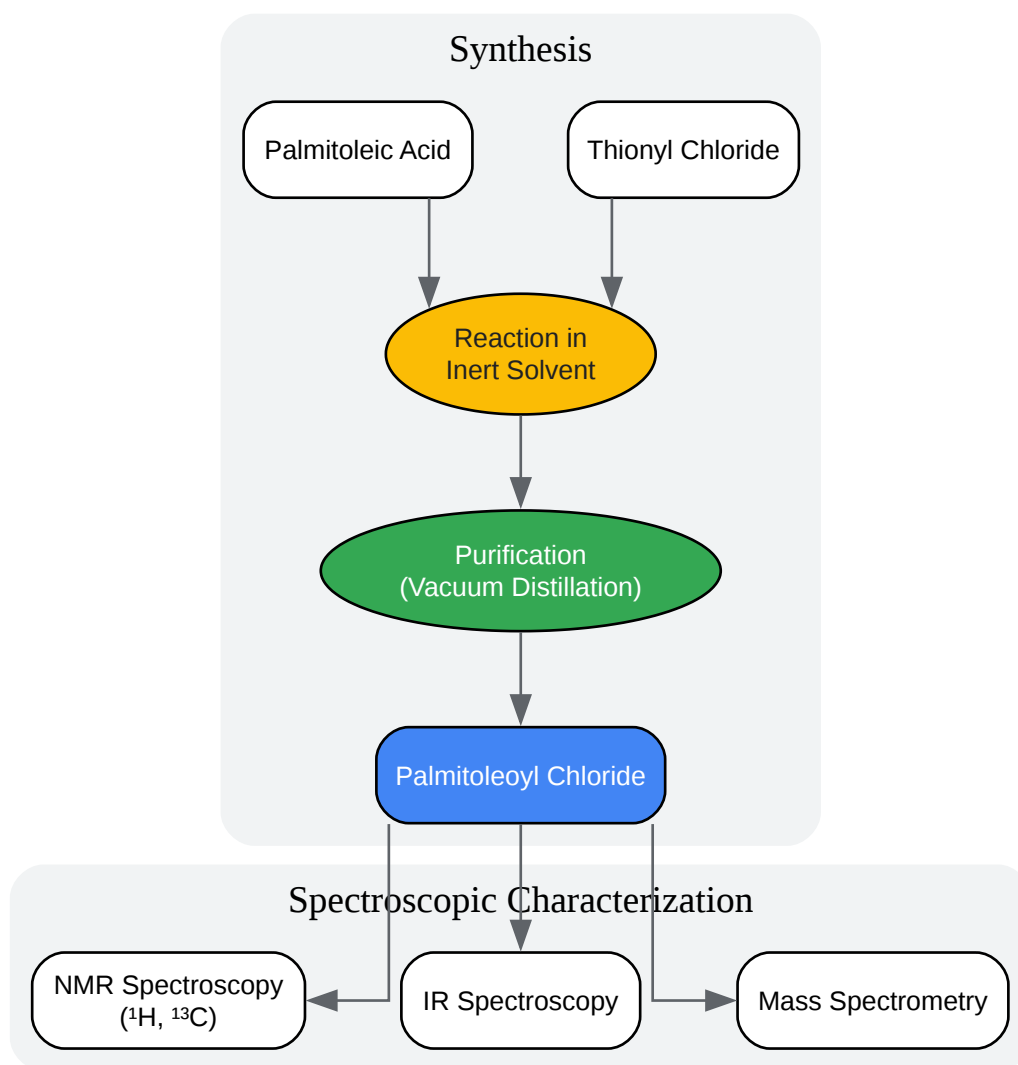 Synthesis
Palmitoleic Acid
Thionyl Chloride
Reaction in
Inert Solvent
Purification
(Vacuum Distillation)
Palmitoleoyl Chloride
Spectroscopic Characterization
NMR Spectroscopy
(¹H, ¹³C)
IR Spectroscopy
Mass Spectrometry